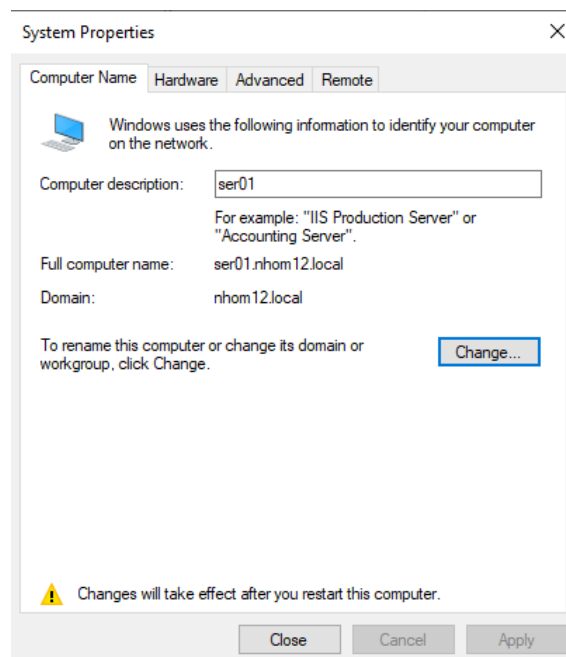 System Properties
Computer Name Hardware Advanced Remote
Windows uses the following information to identify your computer
on the network.
Computer description: ser01
For example: "IIS Production Server" or
"Accounting Server".
Full computer name: ser01.nhom12.local
Domain: nhom12.local
To rename this computer or change its domain or
workgroup, click Change.
Change...
Changes will take effect after you restart this computer.
Close Cancel Apply